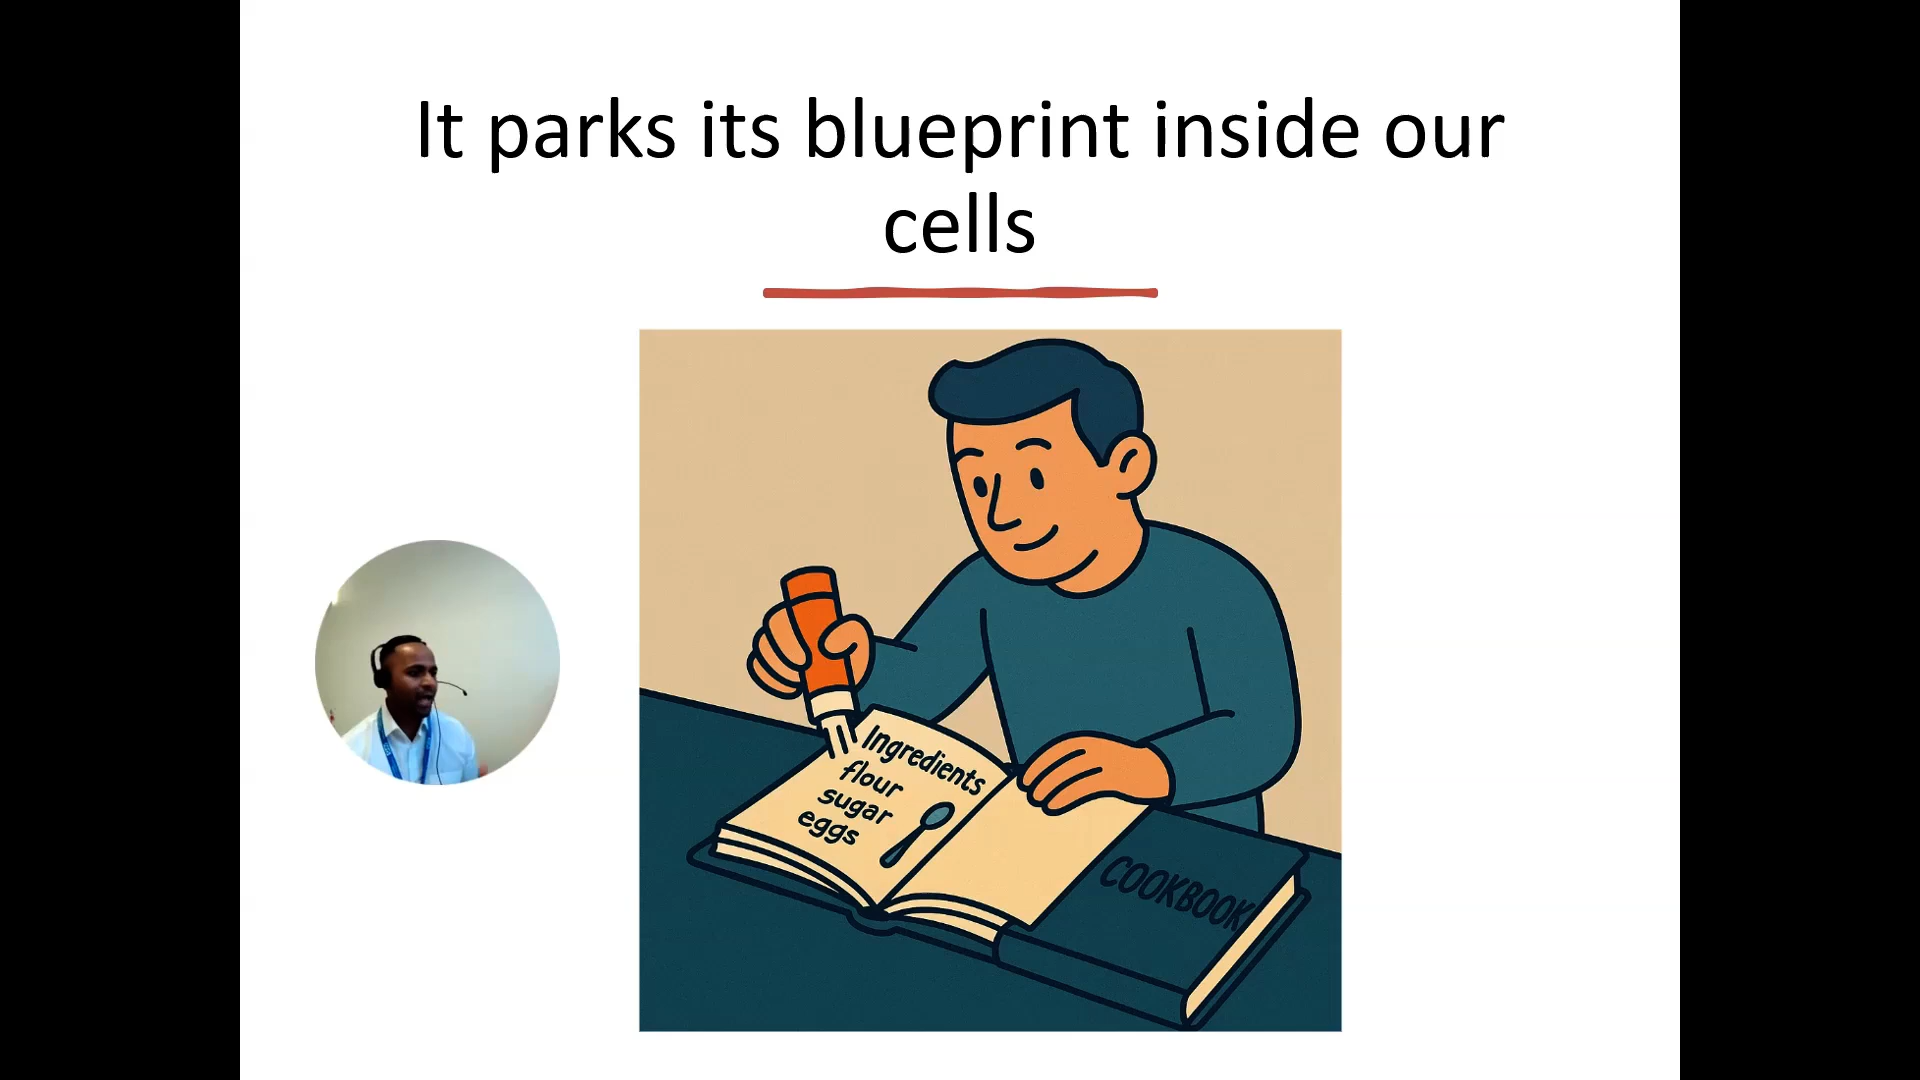 It parks its blueprint inside our
cells
Ingredients
flour
sugar
eggs
COOKBOOK